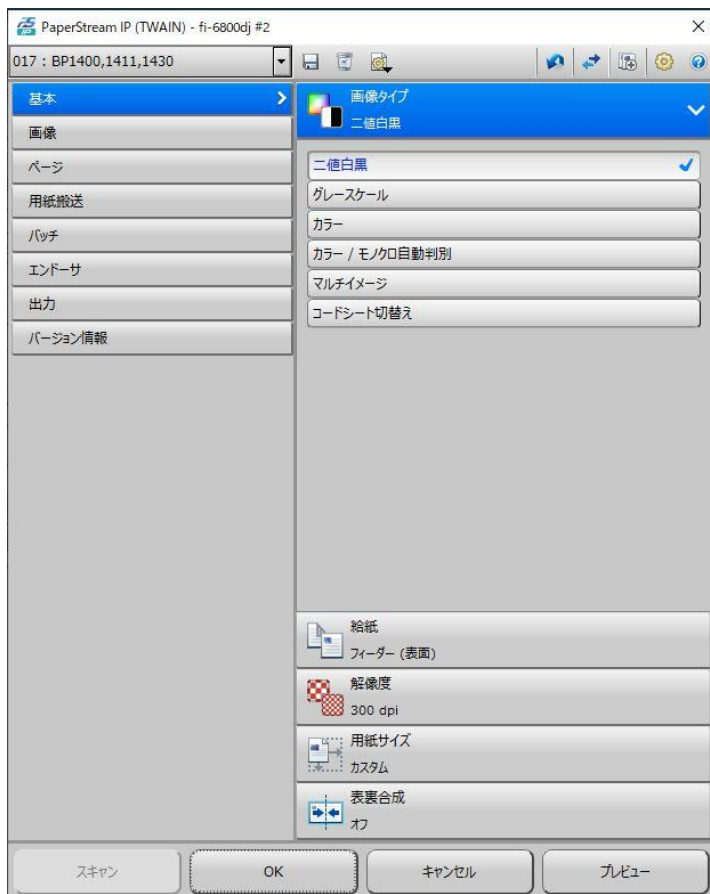 PaperStream IP (TWAIN) - fi-6800dj #2
017 : BP1400,1411,1430
基本
画像
ページ
用紙搬送
バッチ
エンドーサ
出力
バージョン情報
画像タイプ
二値白黒
二値白黒
グレースケール
カラー
カラー / モノクロ自動判別
マルチイメージ
コードシート切替え
給紙
フィーダー (表面)
解像度
300 dpi
用紙サイズ
カスタム
表裏合成
オフ
スキャン
OK
キャンセル
プレビュー